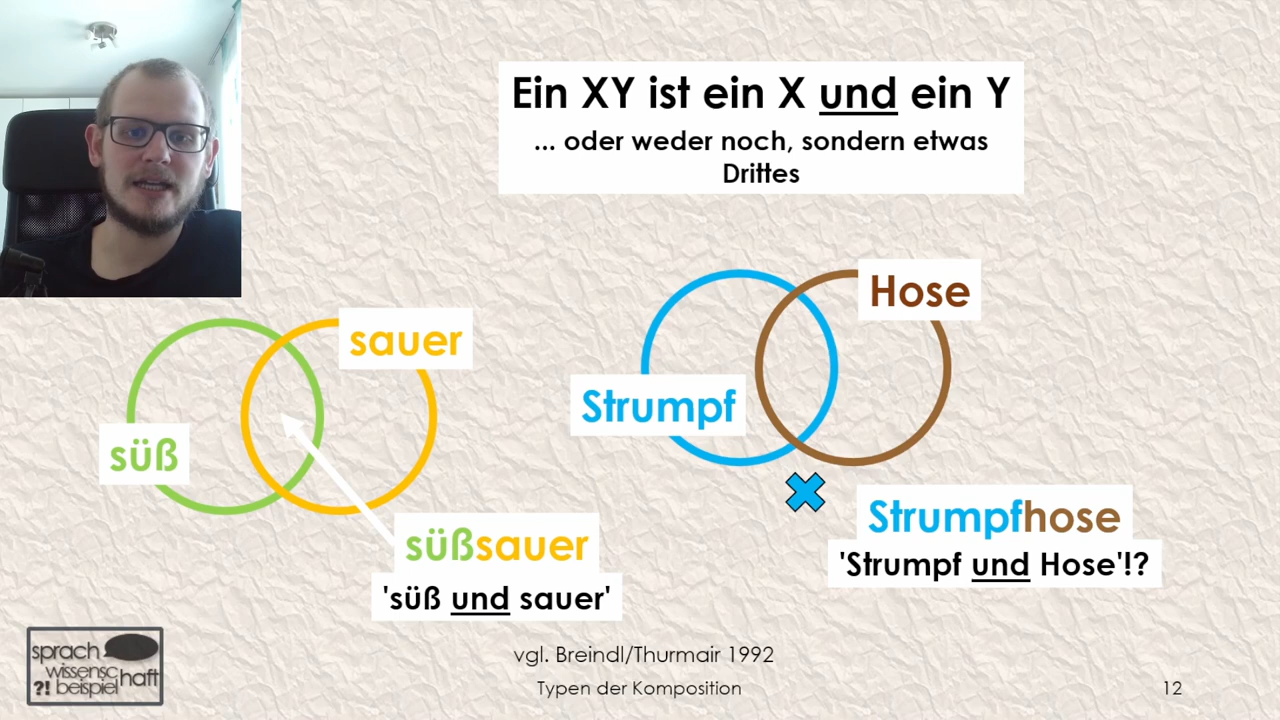 Ein XY ist ein X und ein Y
... oder weder noch, sondern etwas
Drittes
Hose
sauer
Strumpf
süß
Strumpfhose
süßsauer
'Strumpf und Hose'!?
'süß und sauer'
sprach
wissensc
haft
?! beispiel
vgl. Breindl/Thurmair 1992
Typen der Komposition
12